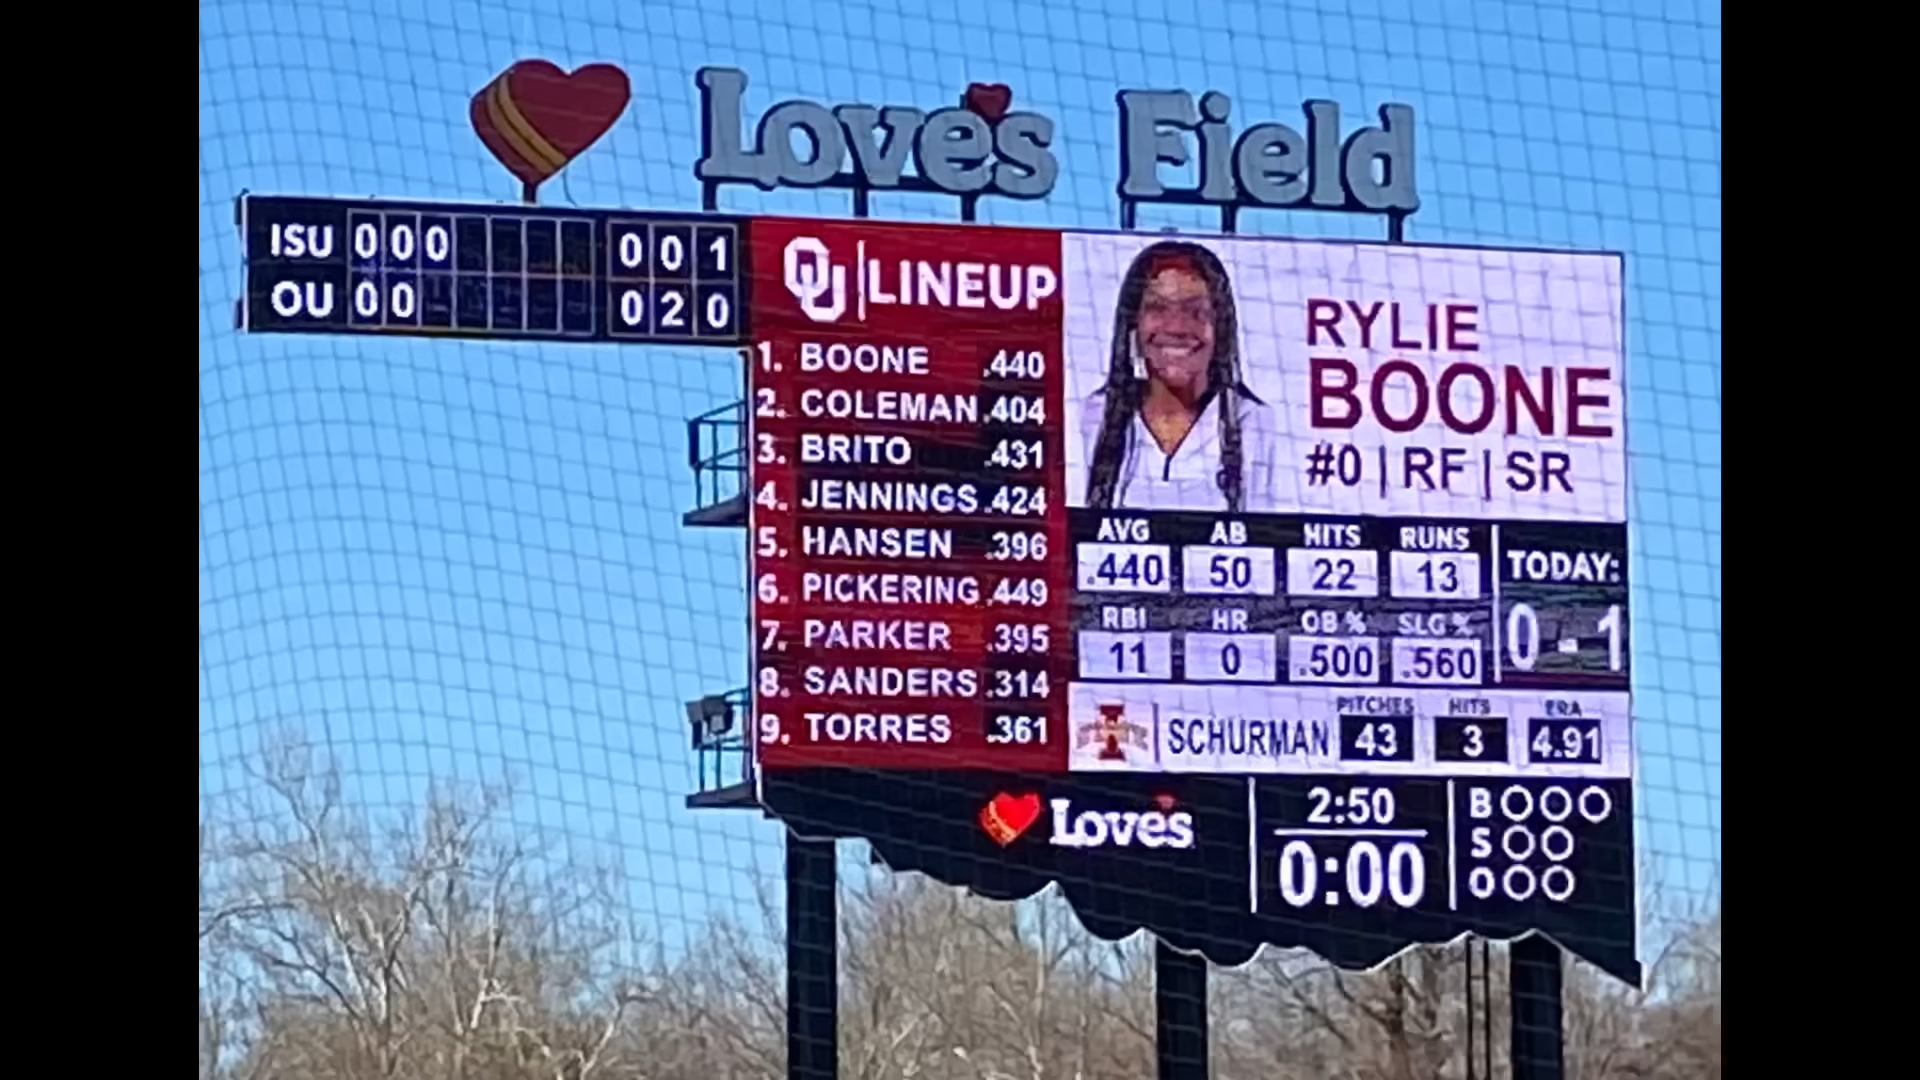 Love's Field
ISU 0 0 0 0 0 1
OU 0 0 0 2 0
OU | LINEUP
1. BOONE .440
2. COLEMAN .404
3. BRITO .431
4. JENNINGS .424
5. HANSEN .396
6. PICKERING .449
7. PARKER .395
8. SANDERS .314
9. TORRES .361
RYLIE
BOONE
#0 | RF | SR
AVG AB HITS RUNS
.440 50 22 13
RBI HR OB % SLG %
11 0 .500 .560
TODAY:
0 - 1
SCHURMAN
PITCHES HITS ERA
43 3 4.91
Love's
2:50
0:00
B
S
O